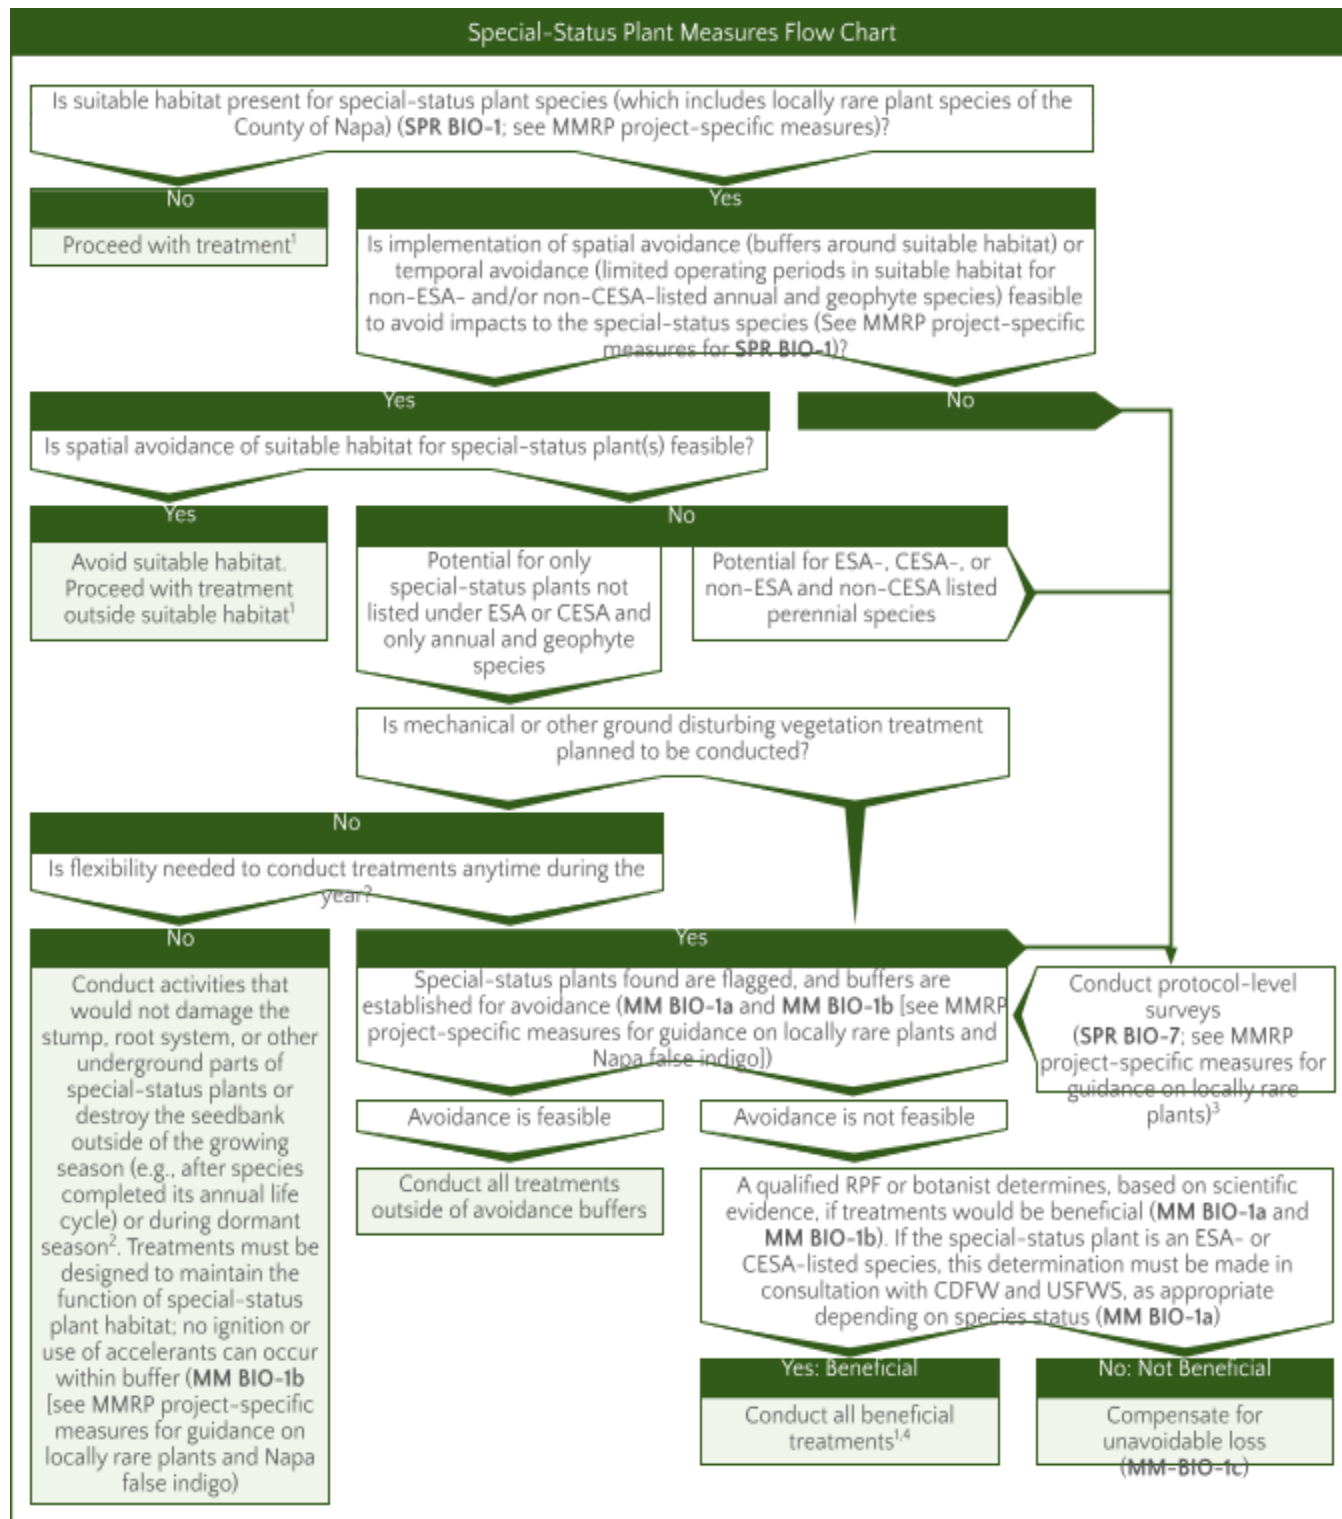 Special-Status Plant Measures Flow Chart
Is suitable habitat present for special-status plant species (which includes locally rare plant species of the
County of Napa) (SPR BIO-1; see MMRP project-specific measures)?
No
Proceed with treatment1
Yes
Is implementation of spatial avoidance (buffers around suitable habitat) or
temporal avoidance (limited operating periods in suitable habitat for
non-ESA- and/or non-CESA-listed annual and geophyte species) feasible
to avoid impacts to the special-status species (See MMRP project-specific
measures for SPR BIO-1)?
Yes
Is spatial avoidance of suitable habitat for special-status plant(s) feasible?
No
Yes
Avoid suitable habitat.
Proceed with treatment
outside suitable habitat1
No
Potential for only
special-status plants not
listed under ESA or CESA and
only annual and geophyte
species
Potential for ESA-, CESA-, or
non-ESA and non-CESA listed
perennial species
Is mechanical or other ground disturbing vegetation treatment
planned to be conducted?
No
Is flexibility needed to conduct treatments anytime during the
year?
No
Conduct activities that
would not damage the
stump, root system, or other
underground parts of
special-status plants or
destroy the seedbank
outside of the growing
season (e.g., after species
completed its annual life
cycle) or during dormant
season2. Treatments must be
designed to maintain the
function of special-status
plant habitat; no ignition or
use of accelerants can occur
within buffer (MM BIO-1b
[see MMRP project-specific
measures for guidance on
locally rare plants and Napa
false indigo)
Yes
Special-status plants found are flagged, and buffers are
established for avoidance (MM BIO-1a and MM BIO-1b [see MMRP
project-specific measures for guidance on locally rare plants and
Napa false indigo])
Conduct protocol-level
surveys
(SPR BIO-7; see MMRP
project-specific measures for
guidance on locally rare
plants)3
Avoidance is feasible
Conduct all treatments
outside of avoidance buffers
Avoidance is not feasible
A qualified RPF or botanist determines, based on scientific
evidence, if treatments would be beneficial (MM BIO-1a and
MM BIO-1b). If the special-status plant is an ESA- or
CESA-listed species, this determination must be made in
consultation with CDFW and USFWS, as appropriate
depending on species status (MM BIO-1a)
Yes: Beneficial
Conduct all beneficial
treatments1,4
No: Not Beneficial
Compensate for
unavoidable loss
(MM-BIO-1c)